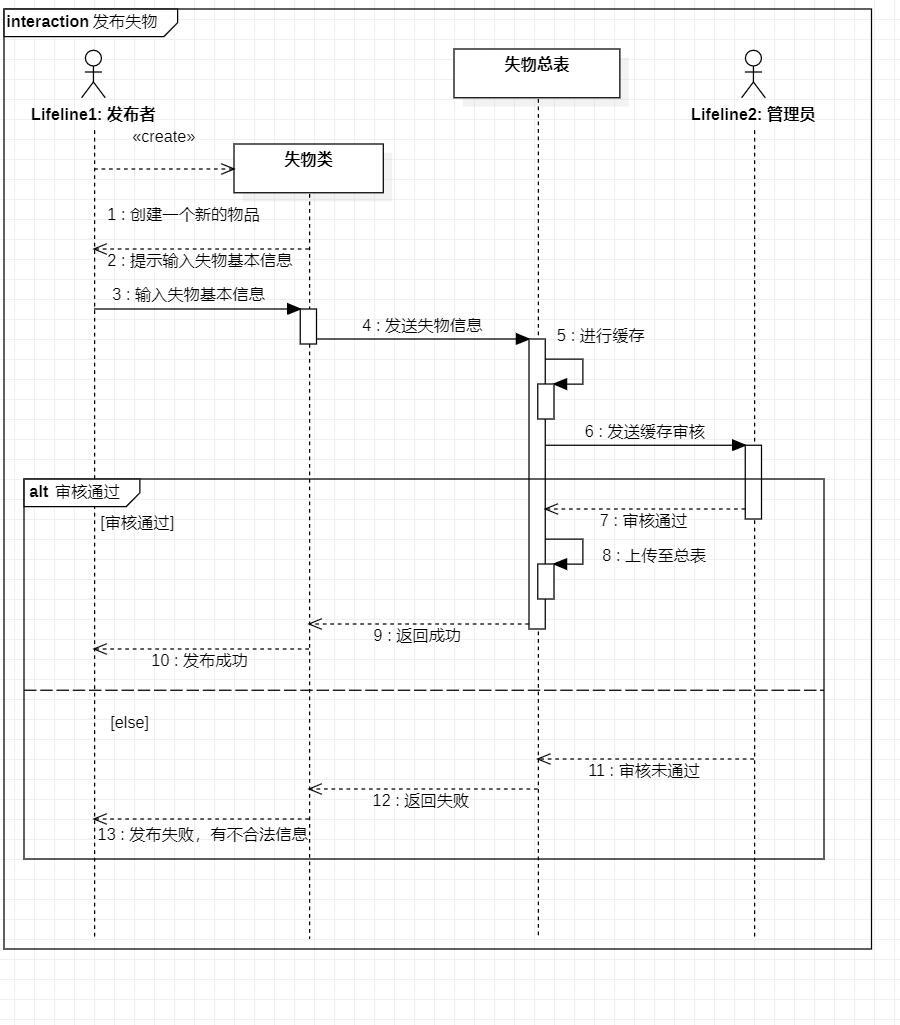 interaction 发布失物
失物总表
Lifeline1: 发布者
Lifeline2: 管理员
«create»
失物类
1 : 创建一个新的物品
2 : 提示输入失物基本信息
3 : 输入失物基本信息
4 : 发送失物信息
5 : 进行缓存
6 : 发送缓存审核
alt 审核通过
[审核通过]
7 : 审核通过
8 : 上传至总表
9 : 返回成功
10 : 发布成功
[else]
11 : 审核未通过
12 : 返回失败
13 : 发布失败，有不合法信息